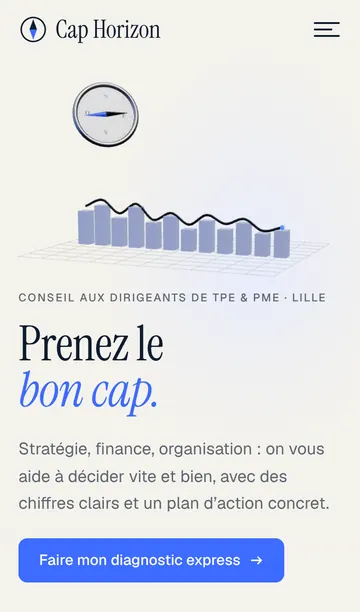 Cap Horizon
CONSEIL AUX DIRIGEANTS DE TPE & PME · LILLE
Prenez le
bon cap.
Stratégie, finance, organisation : on vous
aide à décider vite et bien, avec des
chiffres clairs et un plan d’action concret.
Faire mon diagnostic express →